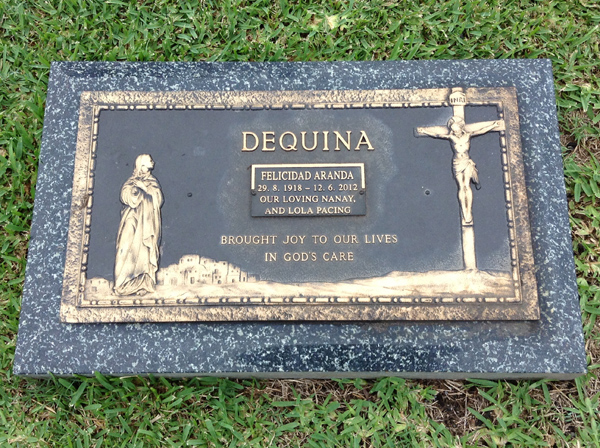 DEQUINA
FELICIDAD ARANDA
29. 8. 1918 – 12. 6. 2012
OUR LOVING NANAY,
AND LOLA PACING
BROUGHT JOY TO OUR LIVES
IN GOD'S CARE